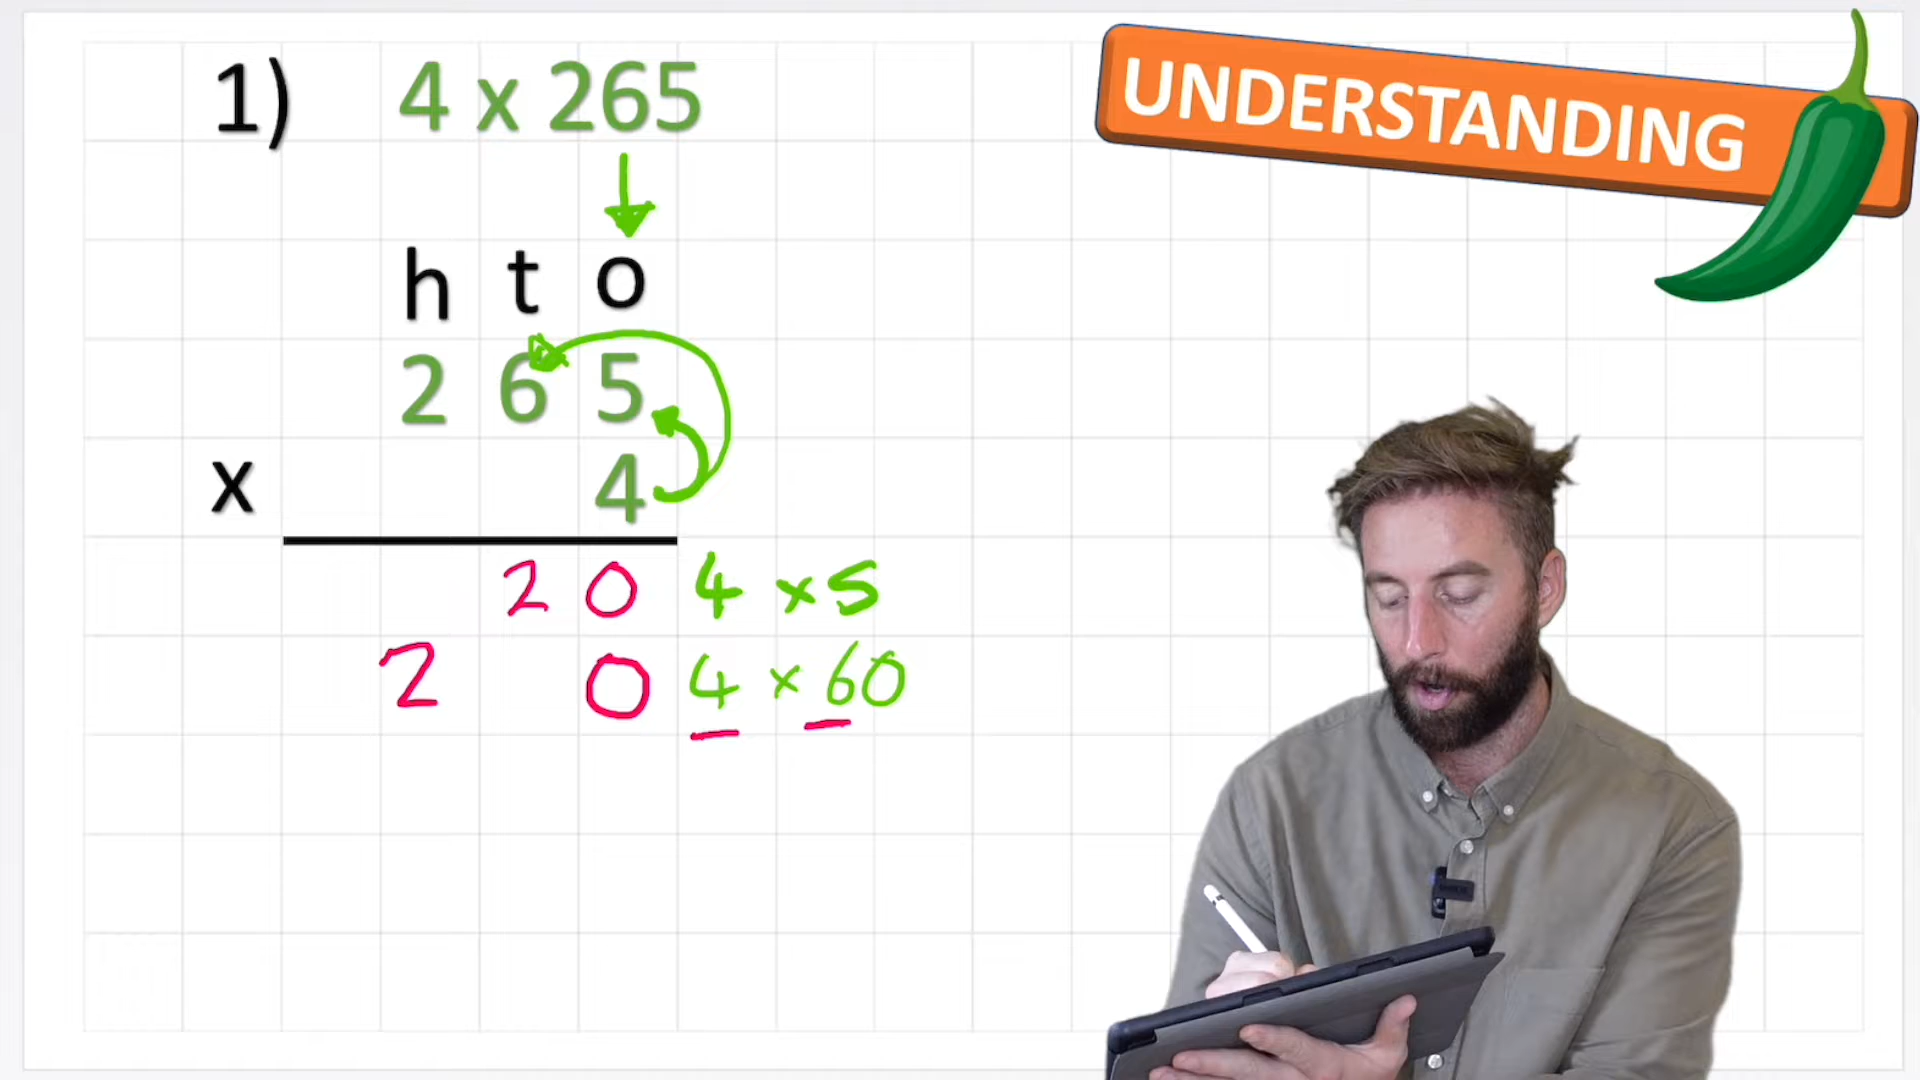 1) 4 x 265
UNDERSTANDING
h t o
2 6 5
x 4
2 0 4 x 5
2 0 4 x 60